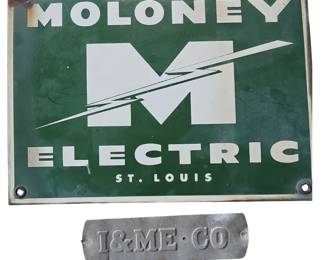 MOLONEY
M
ELECTRIC
ST. LOUIS
I&ME·CO